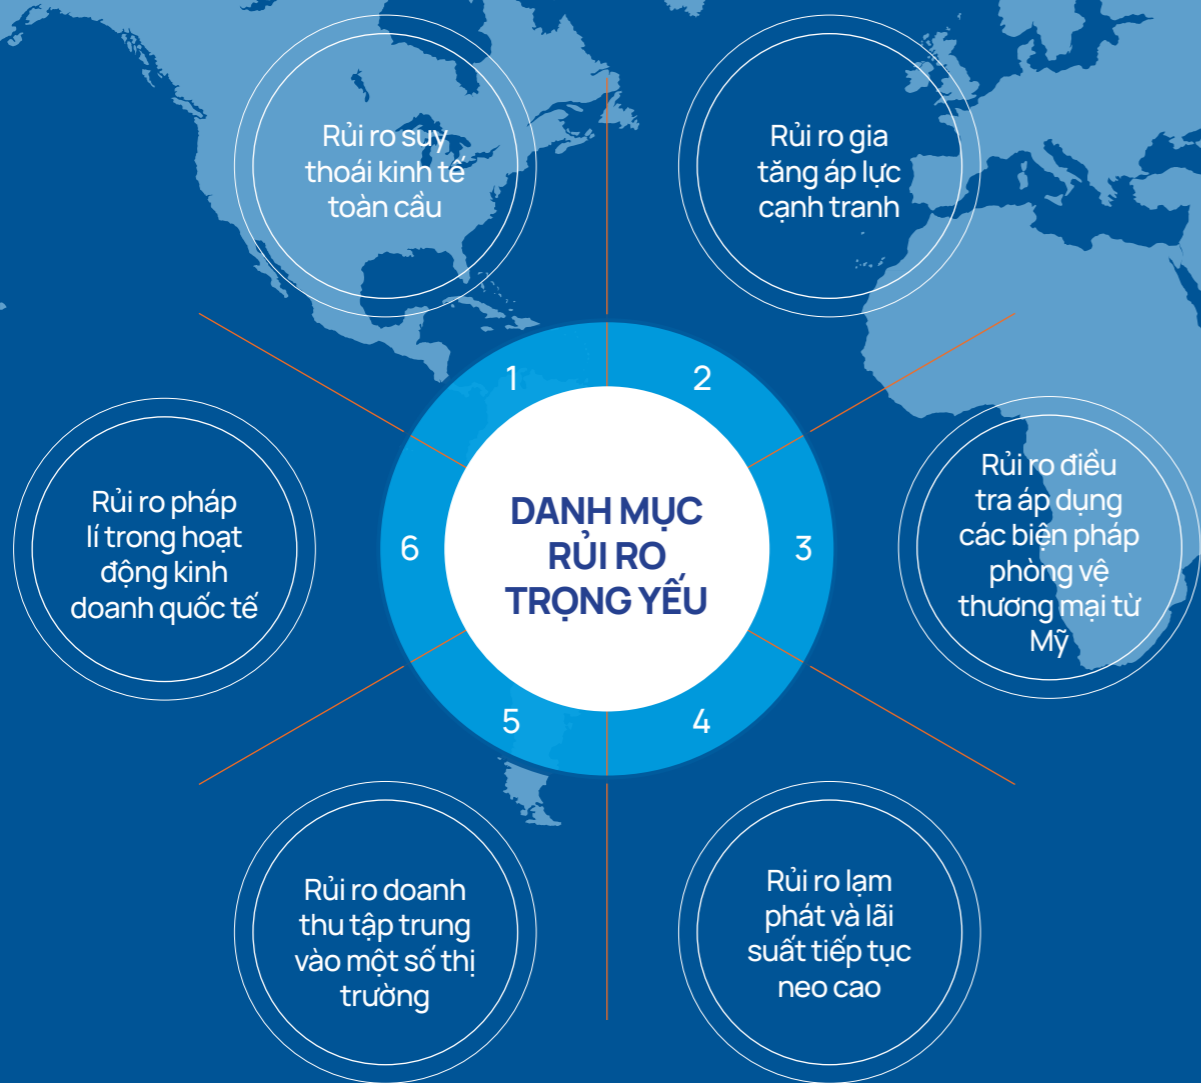 Rủi ro suy
thoái kinh tế
toàn cầu
Rủi ro gia
tăng áp lực
cạnh tranh
1
2
Rủi ro pháp
lí trong hoạt
động kinh
doanh quốc tế
6
DANH MỤC
RỦI RO
TRỌNG YẾU
3
Rủi ro điều
tra áp dụng
các biện pháp
phòng vệ
thương mại từ
Mỹ
5
4
Rủi ro doanh
thu tập trung
vào một số thị
trường
Rủi ro lạm
phát và lãi
suất tiếp tục
neo cao